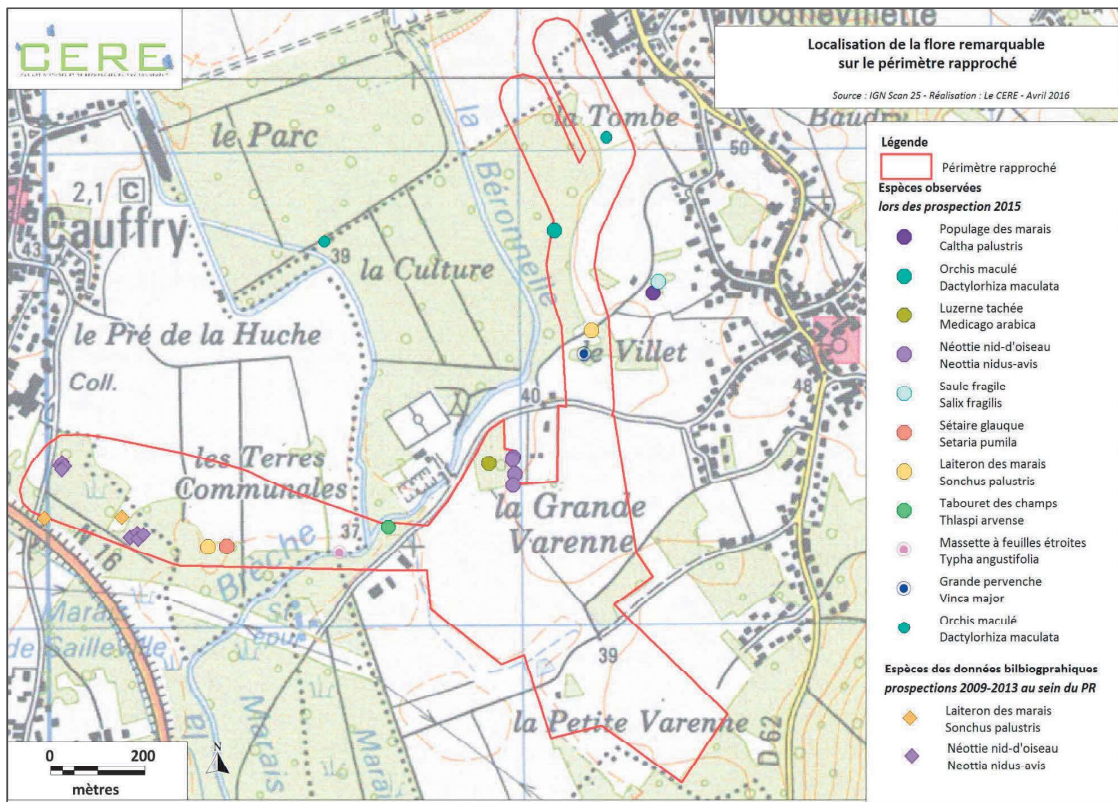 CERE
Localisation de la flore remarquable
sur le périmètre rapproché
Source : IGN Scan 25 - Réalisation : Le CERE - Avril 2016
Mognevillette
la Tombe
Baudry
le Parc
la Béronnelle
50
2,1
C
Cauffry
43
39
la Culture
le Pré de la Huche
Coll.
le Villet
40
48
les Terres
Communales
la Grande
Varenne
37
N 16
Brèche
Marais
de Sailleville
Marais
39
la Petite Varenne
D 62
0
200
mètres
N
Légende
Périmètre rapproché
Espèces observées
lors des prospection 2015
Populage des marais
Caltha palustris
Orchis maculé
Dactylorhiza maculata
Luzerne tachée
Medicago arabica
Néottie nid-d'oiseau
Neottia nidus-avis
Saule fragile
Salix fragilis
Sétaire glauque
Setaria pumila
Laiteron des marais
Sonchus palustris
Tabouret des champs
Thlaspi arvense
Massette à feuilles étroites
Typha angustifolia
Grande pervenche
Vinca major
Orchis maculé
Dactylorhiza maculata
Espèces des données bilbiogprahiques
prospections 2009-2013 au sein du PR
Laiteron des marais
Sonchus palustris
Néottie nid-d'oiseau
Neottia nidus-avis